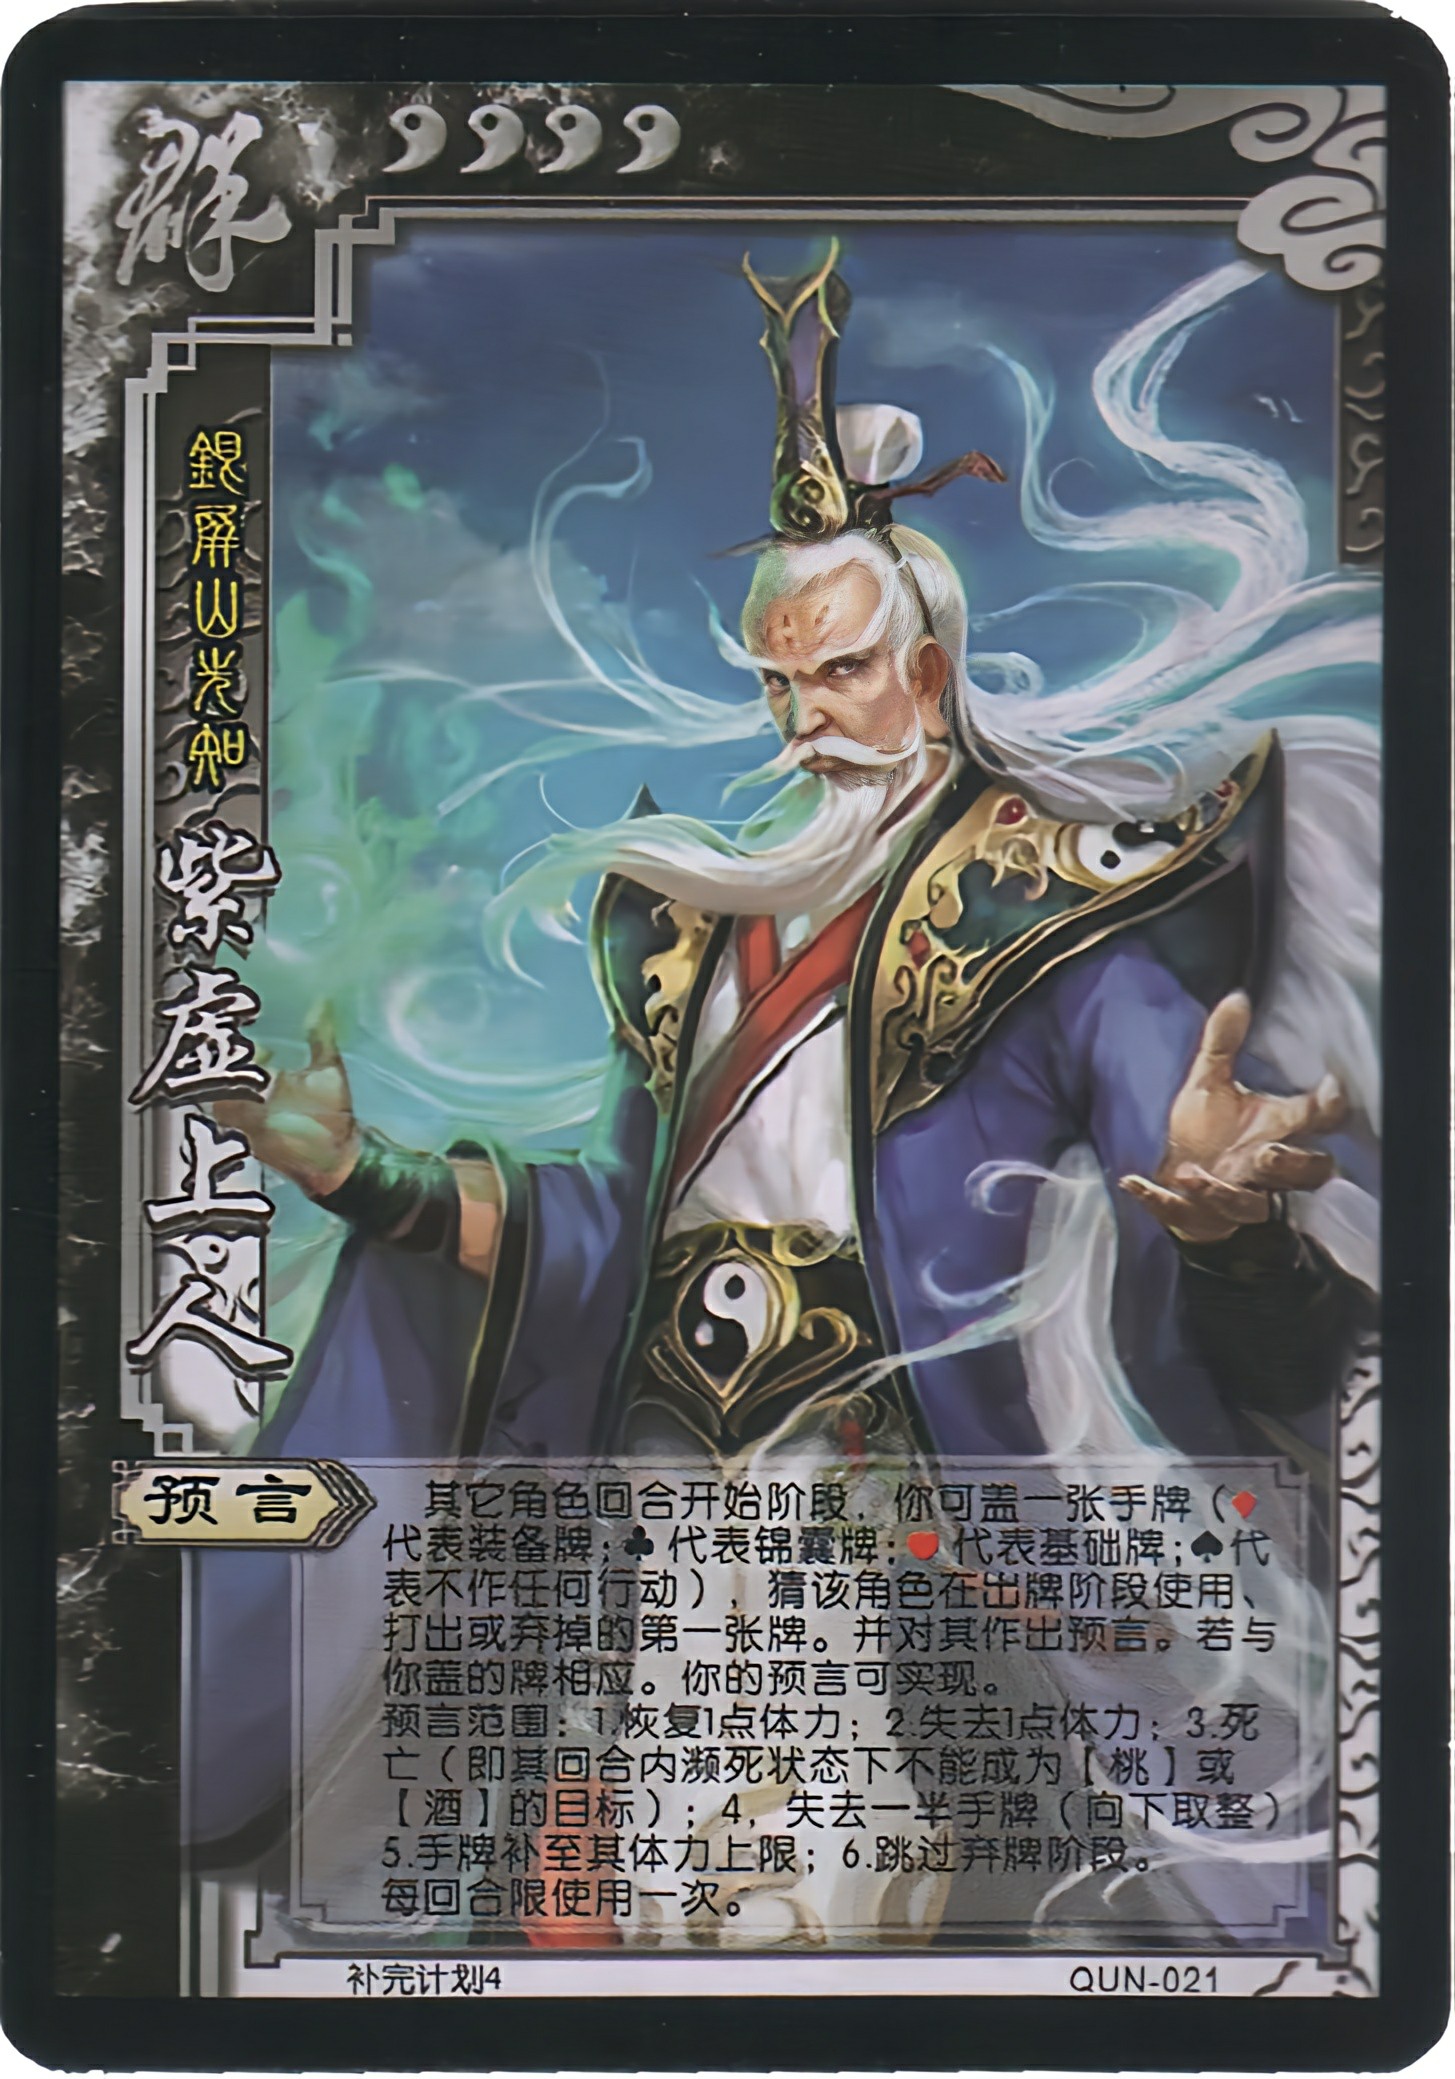 群
銀屏山先知
紫虚上人
预言
其它角色回合开始阶段，你可盖一张手牌（♦
代表装备牌；♣代表锦囊牌；♥代表基础牌；♠代
表不作任何行动），猜该角色在出牌阶段使用、
打出或弃掉的第一张牌。并对其作出预言。若与
你盖的牌相应。你的预言可实现。
预言范围：1.恢复1点体力；2.失去1点体力；3.死
亡（即其回合内濒死状态下不能成为【桃】或
【酒】的目标）；4，失去一半手牌（向下取整）
5.手牌补至其体力上限；6.跳过弃牌阶段。
每回合限使用一次。
补完计划4
QUN-021